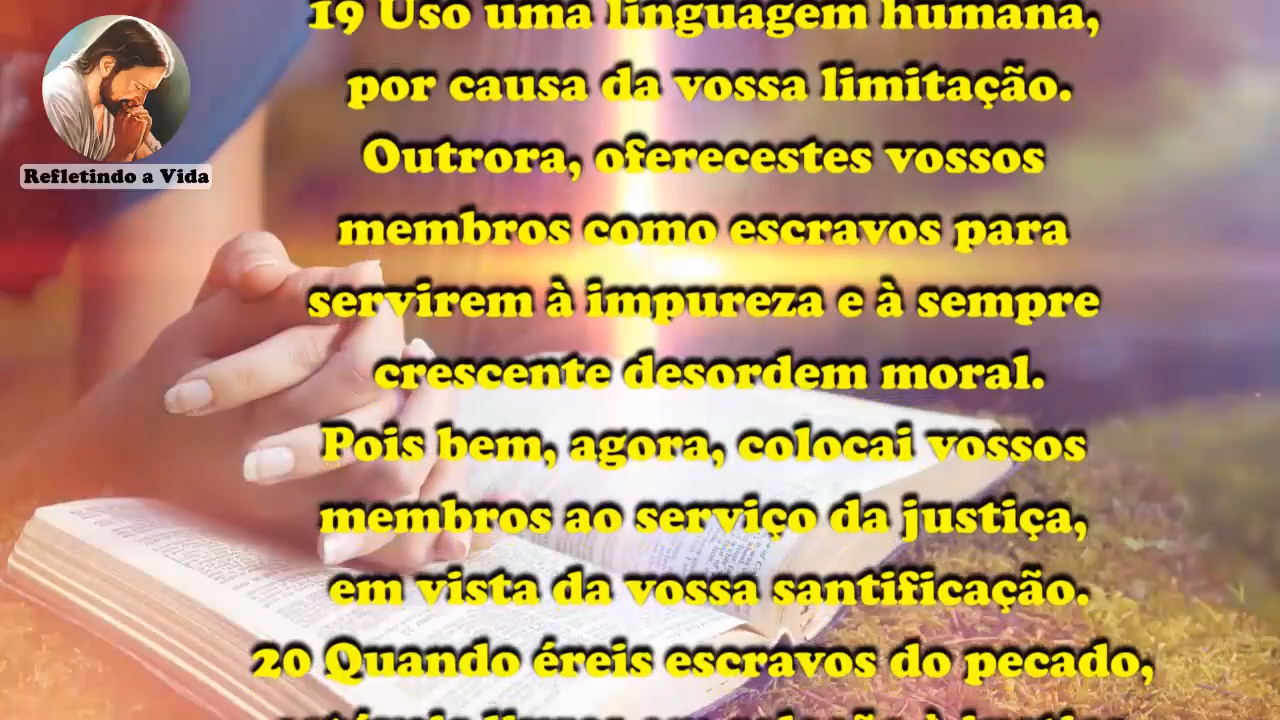 Refletindo a Vida
19 Uso uma linguagem humana,
por causa da vossa limitação.
Outrora, oferecestes vossos
membros como escravos para
servirem à impureza e à sempre
crescente desordem moral.
Pois bem, agora, colocai vossos
membros ao serviço da justiça,
em vista da vossa santificação.
20 Quando éreis escravos do pecado,